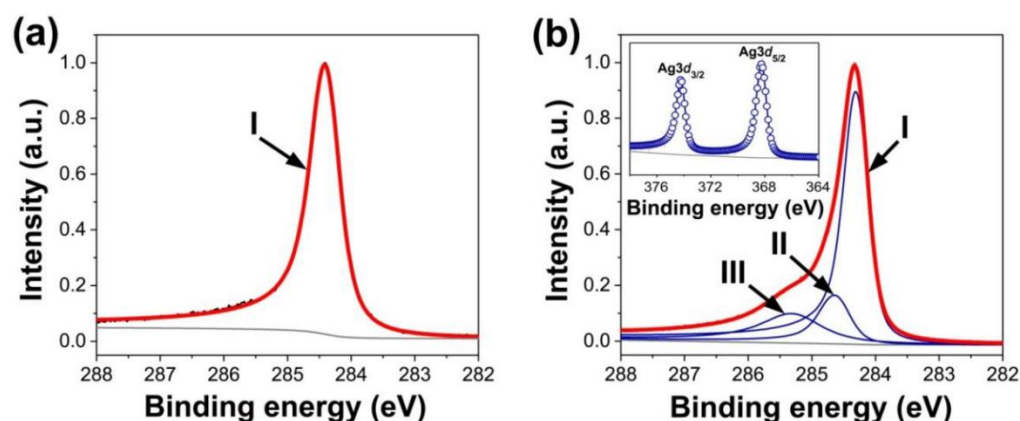 (a)
I
Intensity (a.u.)
1.0
0.8
0.6
0.4
0.2
0.0
288 287 286 285 284 283 282
Binding energy (eV)
(b)
Ag3d3/2
Ag3d5/2
376 372 368 364
Binding energy (eV)
I
II
III
Intensity (a.u.)
1.0
0.8
0.6
0.4
0.2
0.0
288 287 286 285 284 283 282
Binding energy (eV)